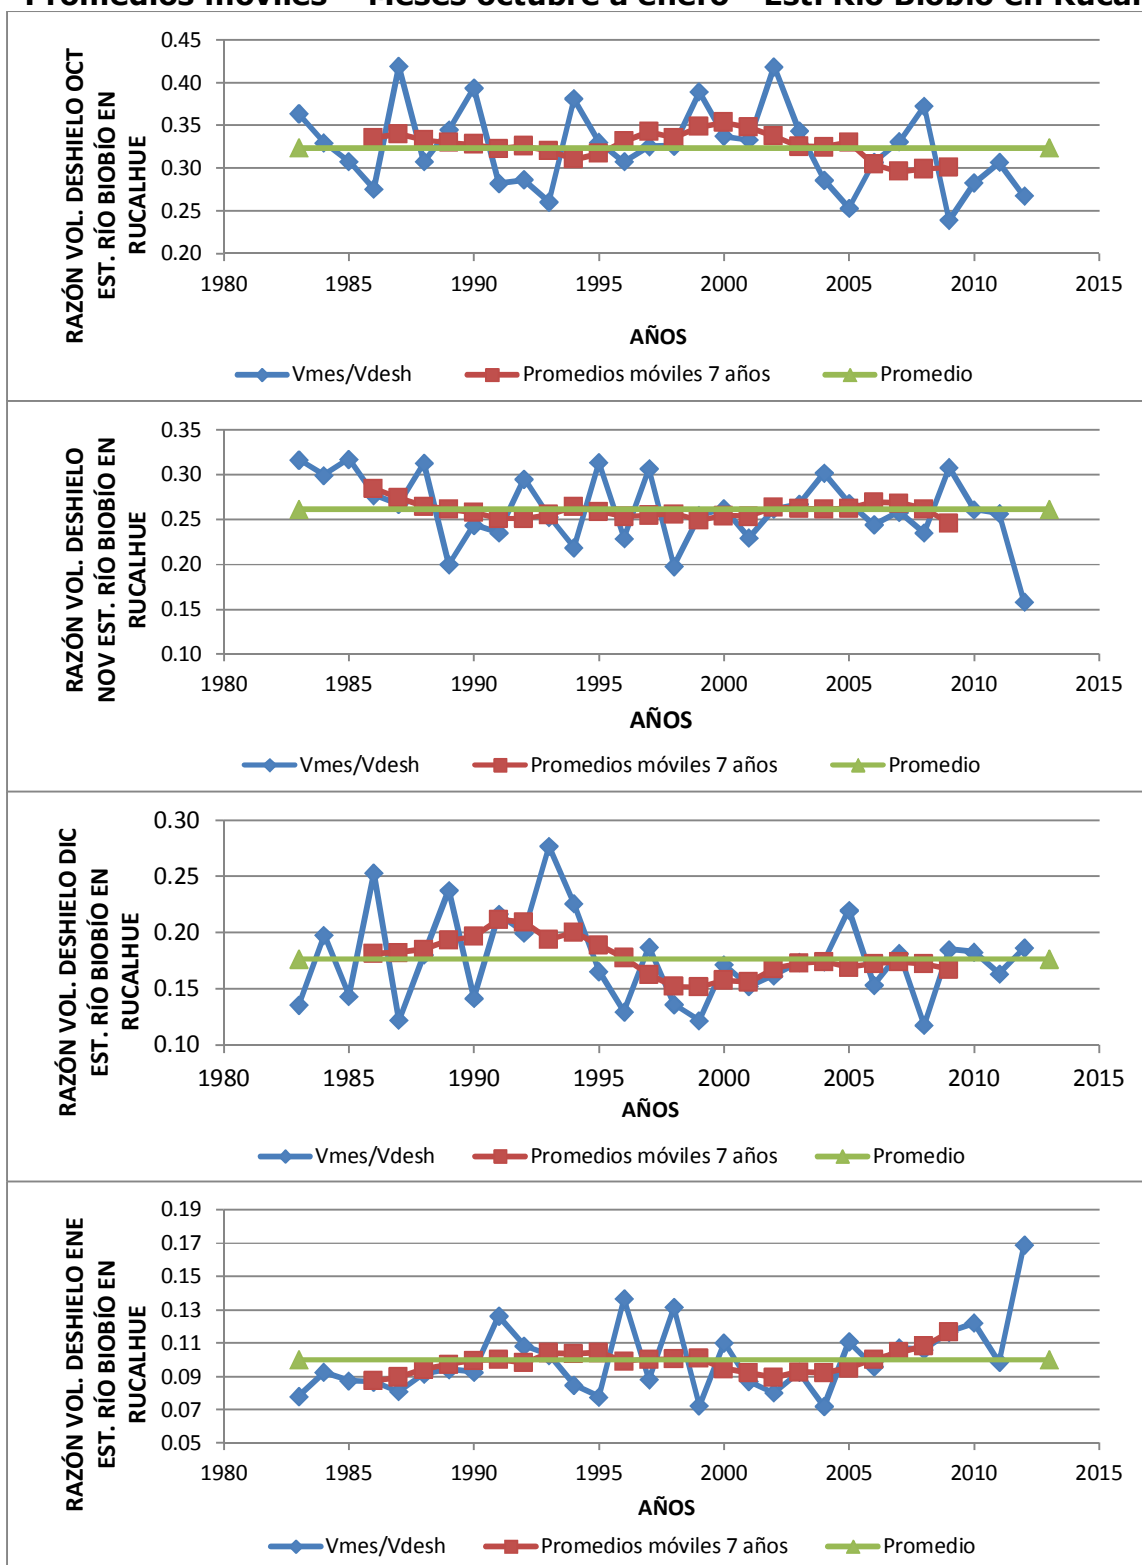 Promedios móviles – Meses octubre a enero – Est. Río Biobío en
RAZÓN VOL. DESHIELO OCT
EST. RÍO BIOBÍO EN
RUCALHUE
0.45
0.40
0.35
0.30
0.25
0.20
1980 1985 1990 1995 2000 2005 2010 2015
AÑOS
Vmes/Vdesh Promedios móviles 7 años Promedio
RAZÓN VOL. DESHIELO
NOV EST. RÍO BIOBÍO EN
RUCALHUE
0.35
0.30
0.25
0.20
0.15
0.10
1980 1985 1990 1995 2000 2005 2010 2015
AÑOS
Vmes/Vdesh Promedios móviles 7 años Promedio
RAZÓN VOL. DESHIELO DIC
EST. RÍO BIOBÍO EN
RUCALHUE
0.30
0.25
0.20
0.15
0.10
1980 1985 1990 1995 2000 2005 2010 2015
AÑOS
Vmes/Vdesh Promedios móviles 7 años Promedio
RAZÓN VOL. DESHIELO ENE
EST. RÍO BIOBÍO EN
RUCALHUE
0.19
0.17
0.15
0.13
0.11
0.09
0.07
0.05
1980 1985 1990 1995 2000 2005 2010 2015
AÑOS
Vmes/Vdesh Promedios móviles 7 años Promedio